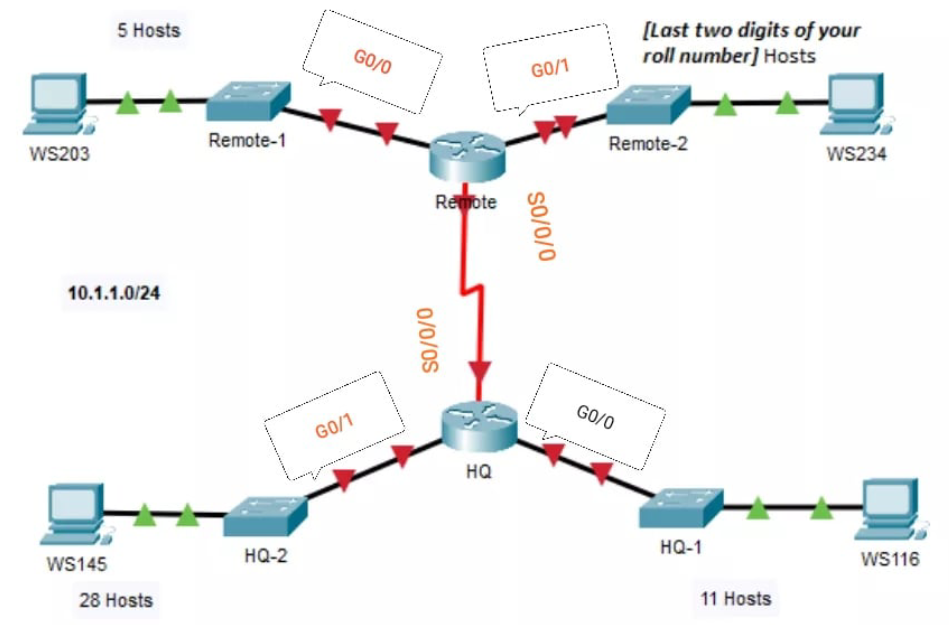 5 Hosts
[Last two digits of your
roll number] Hosts
G0/0
G0/1
WS203
Remote-1
Remote-2
WS234
Remote
S0/0/0
10.1.1.0/24
S0/0/0
G0/1
G0/0
HQ
WS145
HQ-2
HQ-1
WS116
28 Hosts
11 Hosts